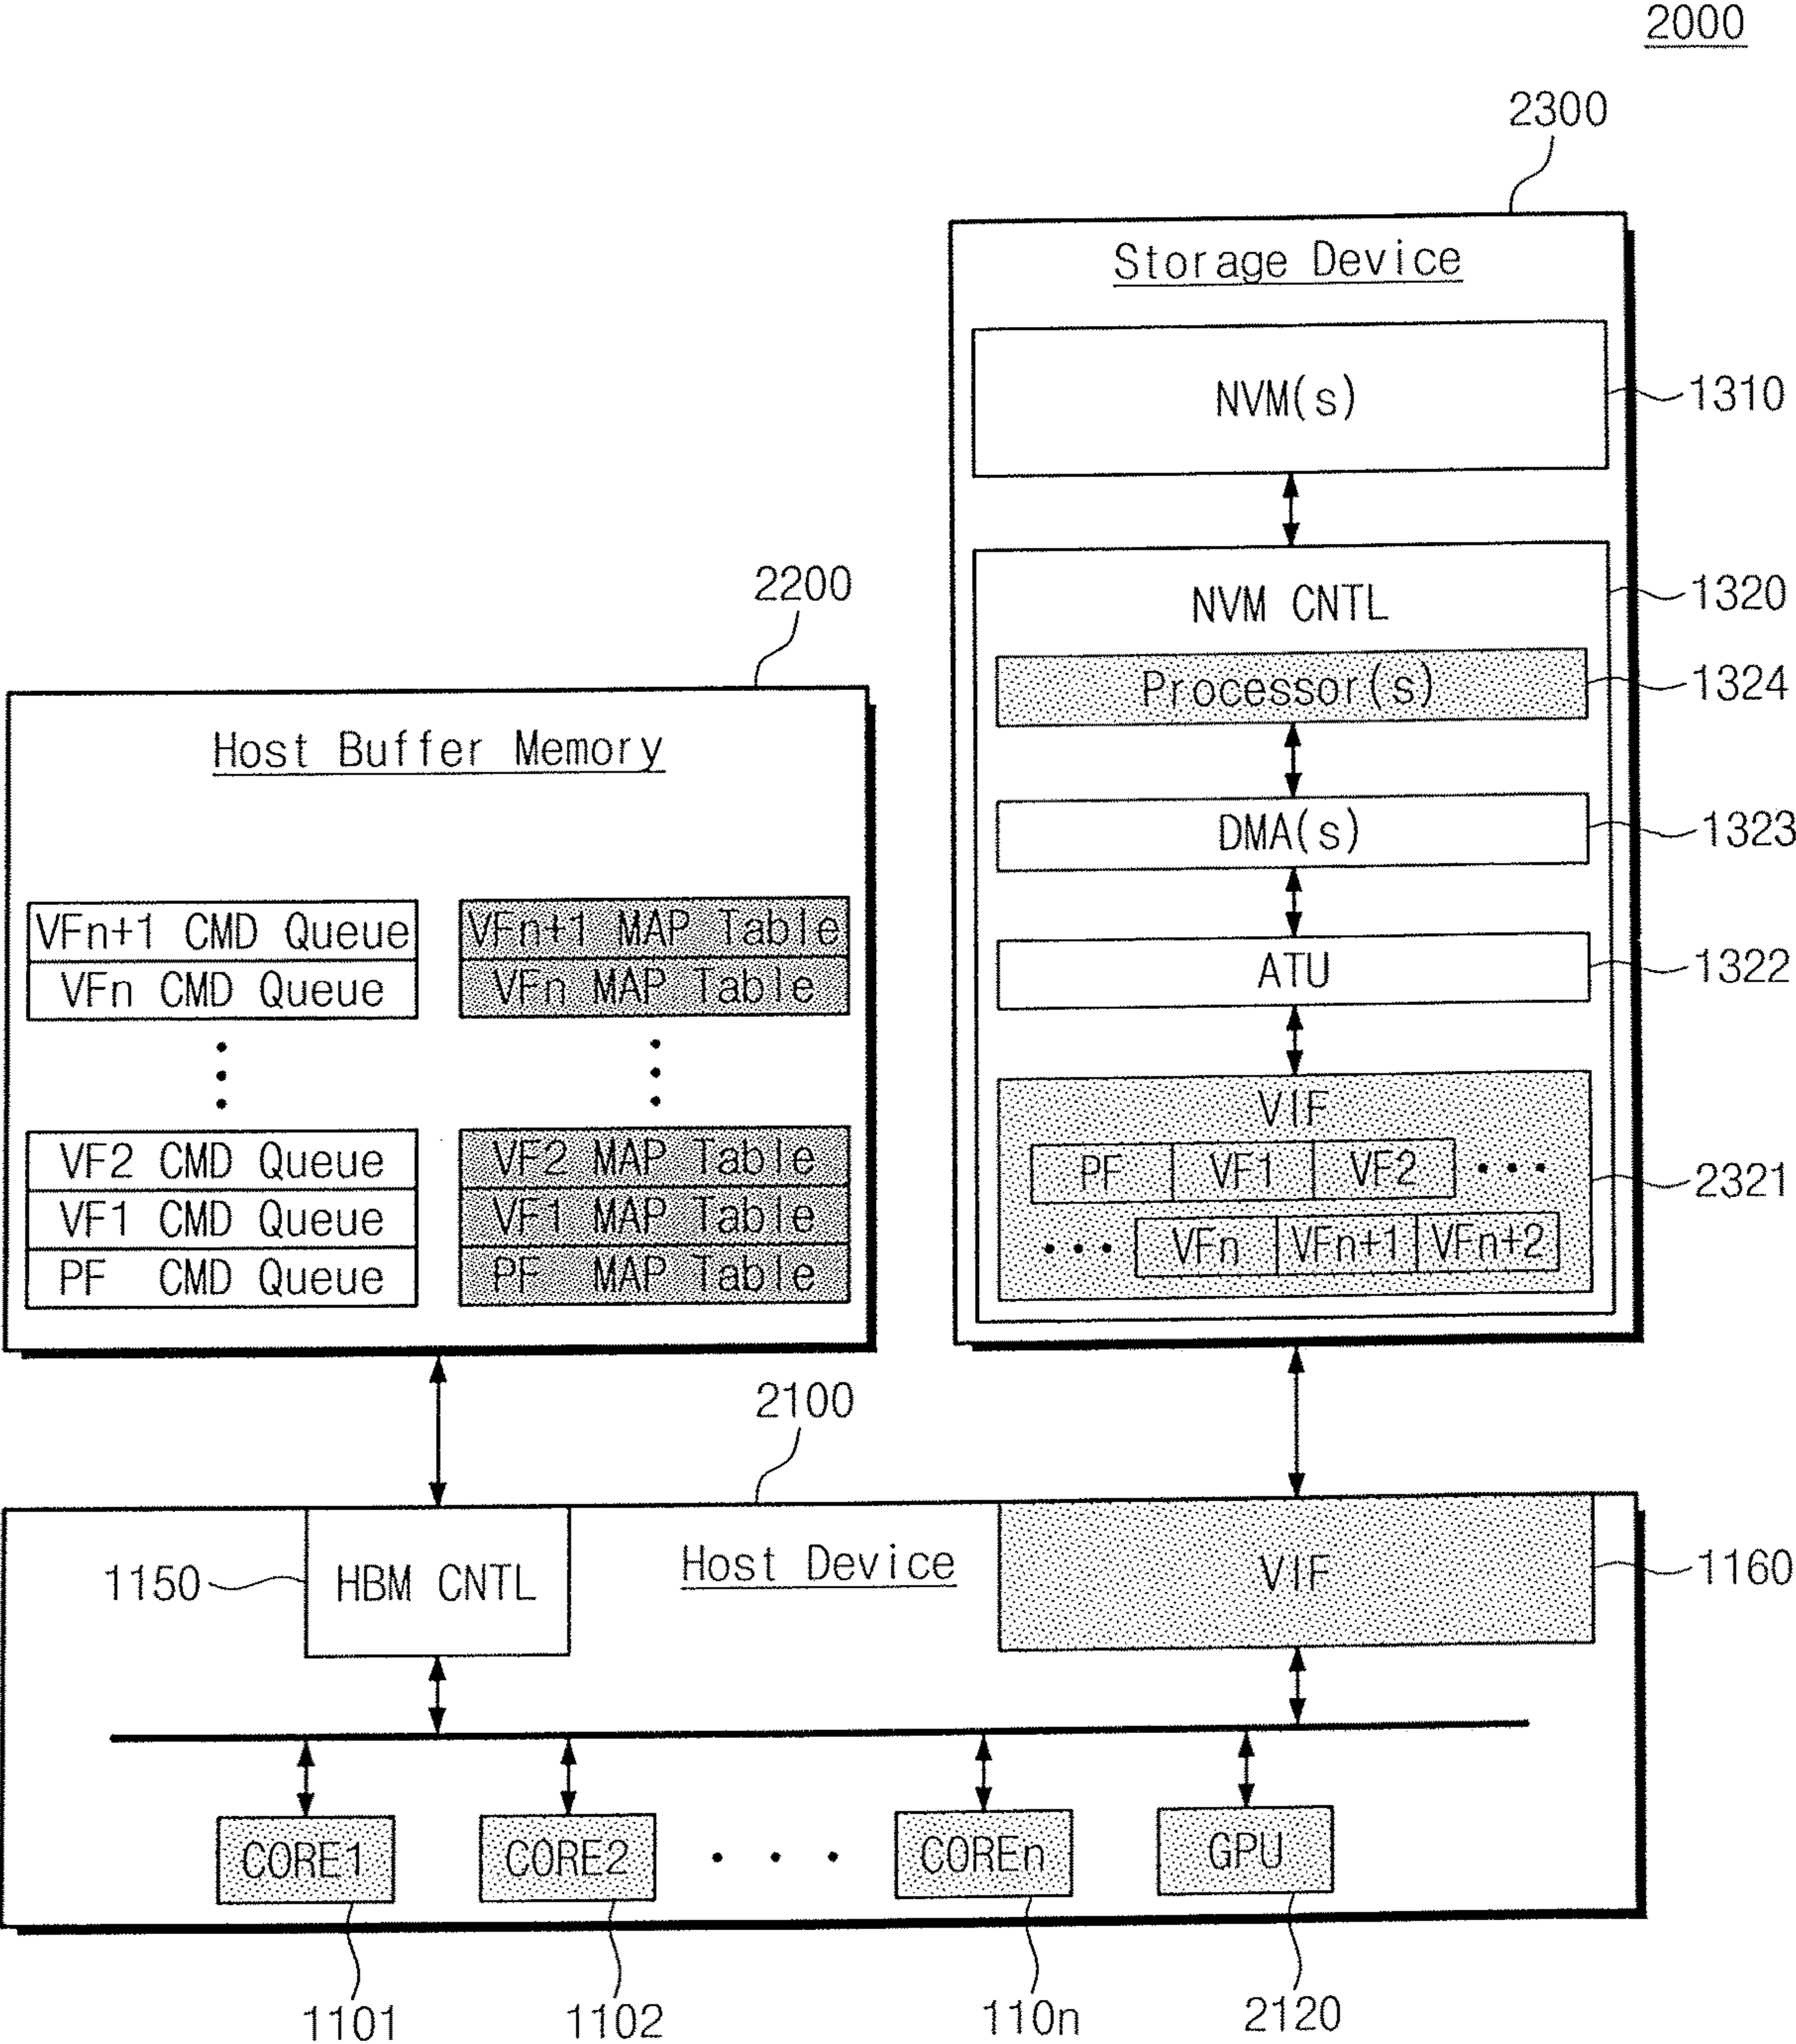 2000
2300
Storage Device
NVM(s)
1310
2200
NVM CNTL
1320
Processor(s)
1324
Host Buffer Memory
DMA(s)
1323
VFn+1 CMD Queue
VFn+1 MAP Table
ATU
1322
VFn CMD Queue
VFn MAP Table
VIF
VF2 CMD Queue
VF2 MAP Table
PF VF1 VF2
2321
VF1 CMD Queue
VF1 MAP Table
VFn VFn+1 VFn+2
PF CMD Queue
PF MAP Table
2100
1150
HBM CNTL
Host Device
VIF
1160
CORE1
CORE2
COREn
GPU
1101
1102
110n
2120